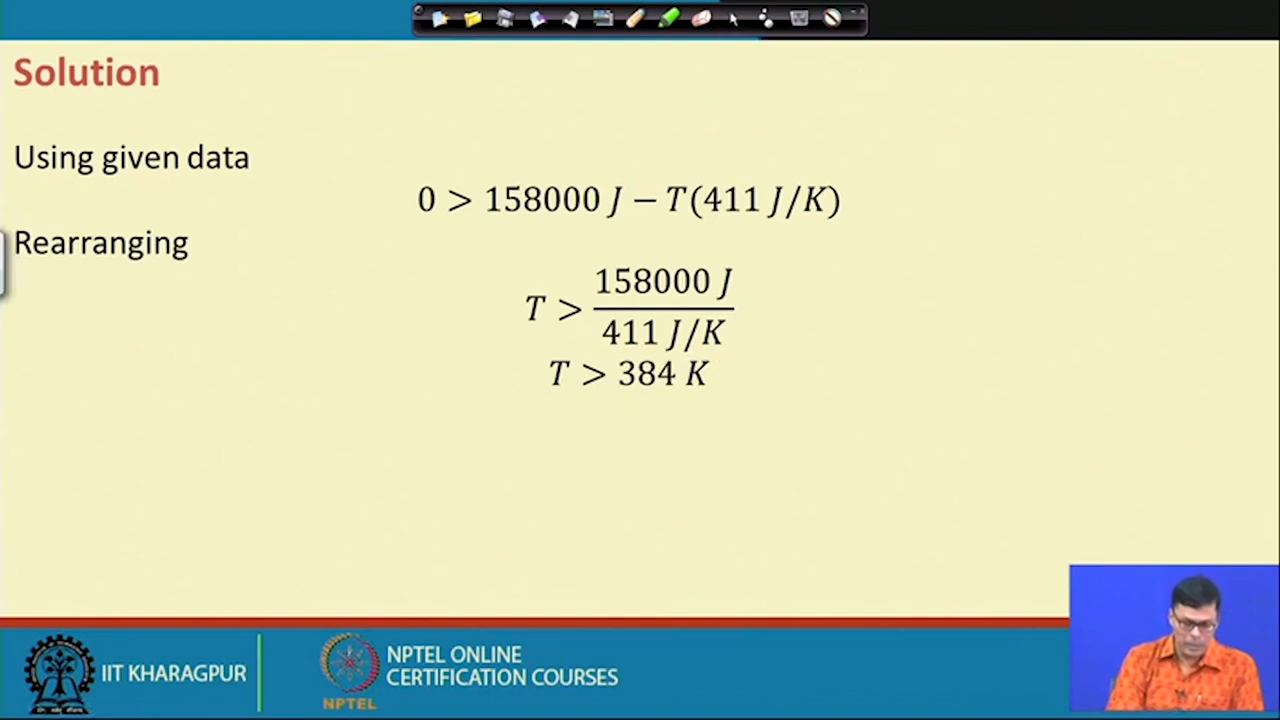 Solution
Using given data
0 > 158000 J − T(411 J/K)
Rearranging
T > 158000 J / 411 J/K
T > 384 K
IIT KHARAGPUR
NPTEL
NPTEL ONLINE
CERTIFICATION COURSES